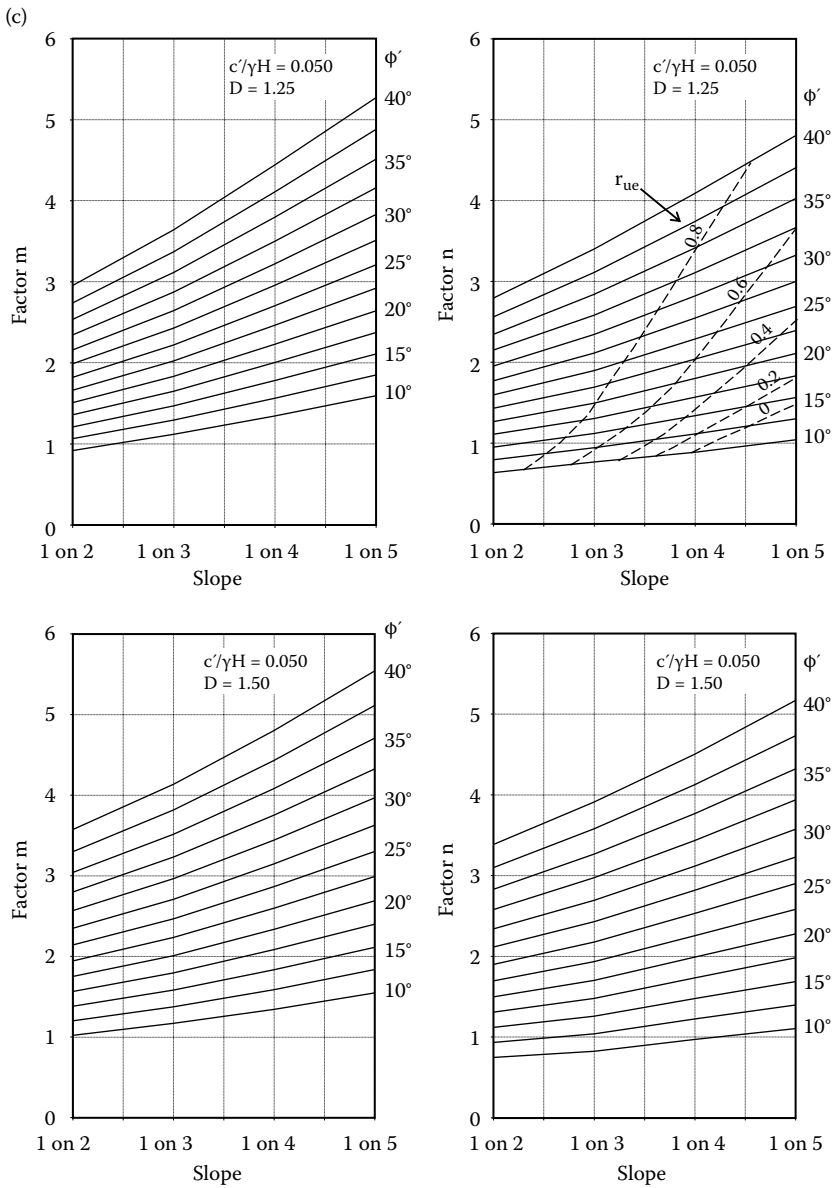 (c)
6
5
4
3
2
1
0
Factor m
c′/γH = 0.050
D = 1.25
ϕ′
40°
35°
30°
25°
20°
15°
10°
1 on 2
1 on 3
1 on 4
1 on 5
Slope
6
5
4
3
2
1
0
Factor n
c′/γH = 0.050
D = 1.25
r_ue
0.8
0.6
0.4
0.2
0
ϕ′
40°
35°
30°
25°
20°
15°
10°
1 on 2
1 on 3
1 on 4
1 on 5
Slope
6
5
4
3
2
1
0
Factor m
c′/γH = 0.050
D = 1.50
ϕ′
40°
35°
30°
25°
20°
15°
10°
1 on 2
1 on 3
1 on 4
1 on 5
Slope
6
5
4
3
2
1
0
Factor n
c′/γH = 0.050
D = 1.50
ϕ′
40°
35°
30°
25°
20°
15°
10°
1 on 2
1 on 3
1 on 4
1 on 5
Slope